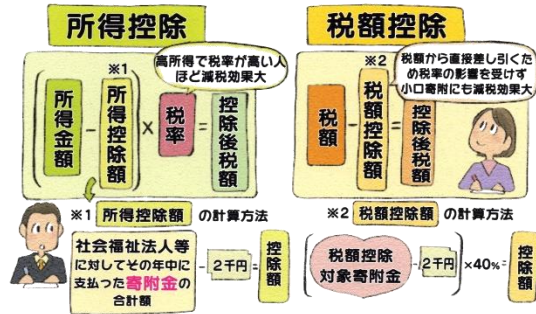 所得控除
高所得で税率が高い人
ほど減税効果大
※1
(所得金額 − 所得控除額) × 税率 = 控除後税額
※1 所得控除額 の計算方法
社会福祉法人等
に対してその年中に
支払った寄附金の
合計額
− 2千円 = 控除額
税額控除
税額から直接差し引くた
め税率の影響を受けず
小口寄附にも減税効果大
※2
税額 − 税額控除額 = 控除後税額
※2 税額控除額 の計算方法
(税額控除
対象寄附金 − 2千円) ×40%= 控除額